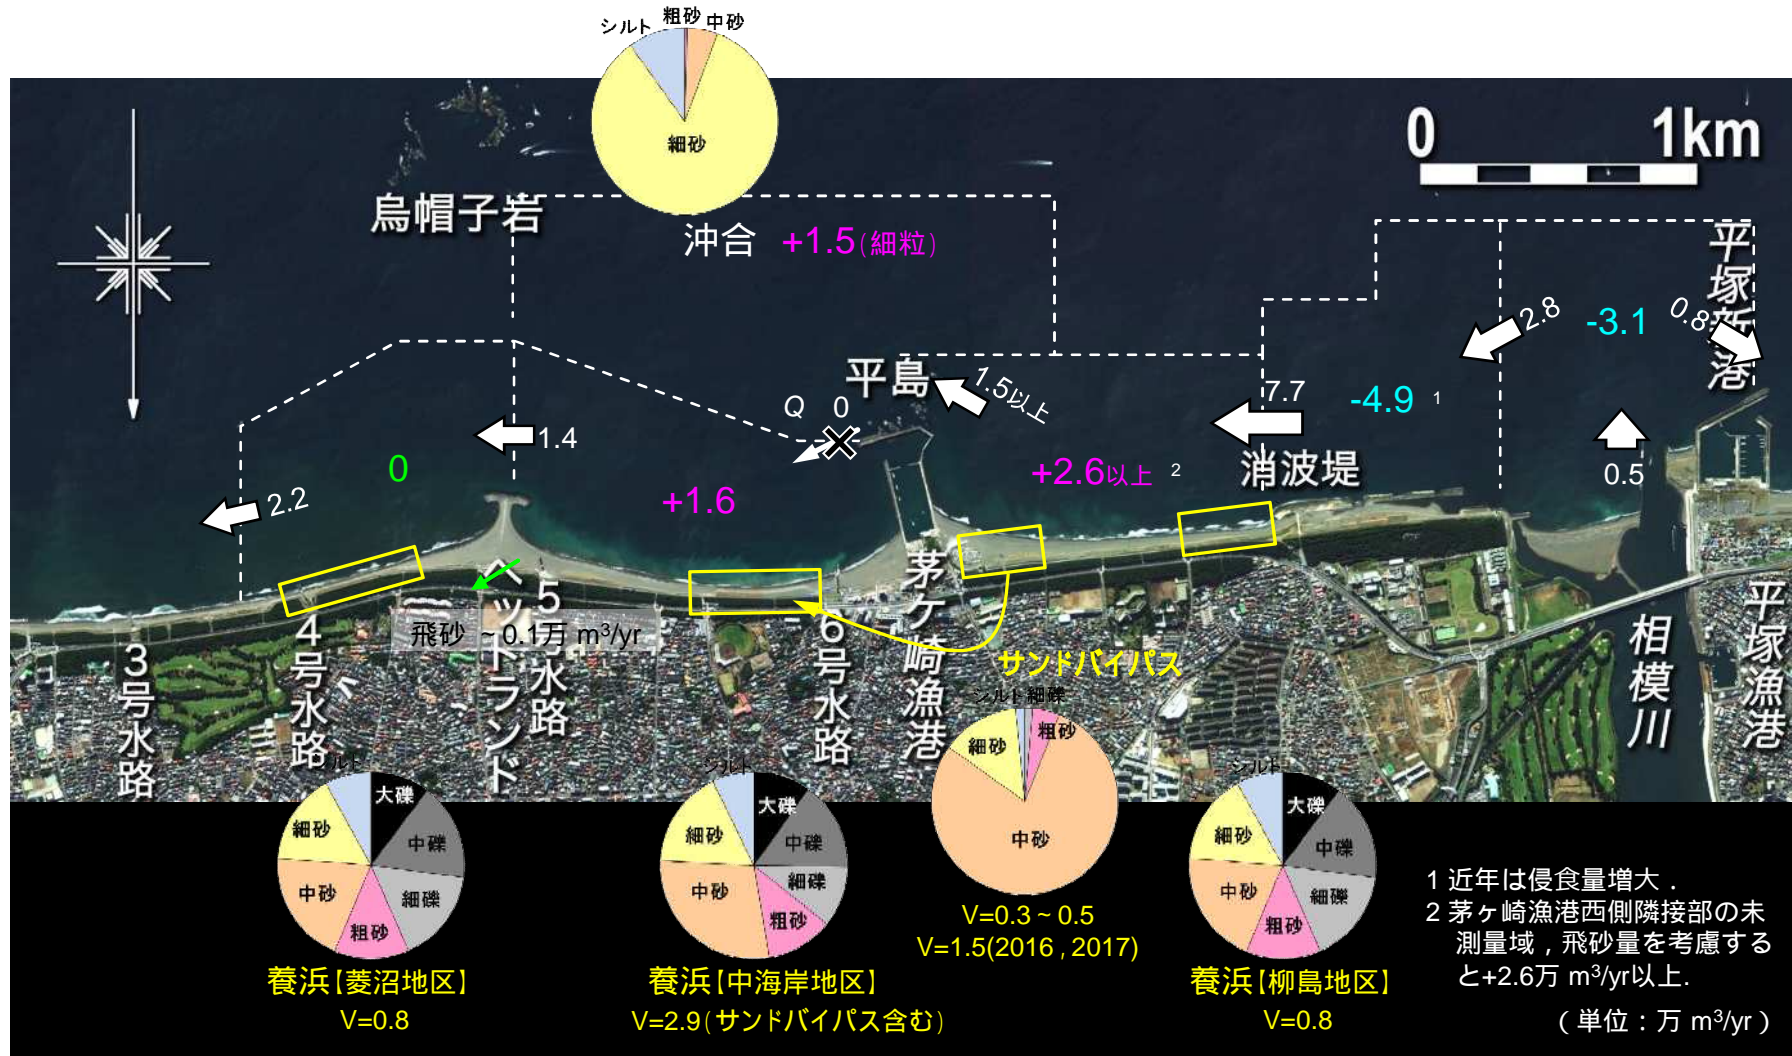 シルト
粗砂
中砂
細砂
0
1km
烏帽子岩
沖合 +1.5(細粒)
平塚新港
2.8
-3.1
0.8
平島
1.5以上
Q
0
7.7
-4.9 1
1.4
0
+2.6以上 2
消波堤
0.5
2.2
+1.6
3号水路
4号水路
ヘッドランド
5号水路
飛砂 ~0.1万 m³/yr
6号水路
茅ケ崎漁港
サンドバイパス
相模川
平塚漁港
シルト
細礫
粗砂
細砂
中砂
V=0.3~0.5
V=1.5(2016,2017)
シルト
大礫
中礫
細礫
粗砂
中砂
細砂
養浜【菱沼地区】
V=0.8
シルト
大礫
中礫
細礫
粗砂
中砂
細砂
養浜【中海岸地区】
V=2.9(サンドバイパス含む)
シルト
大礫
中礫
細礫
粗砂
中砂
細砂
養浜【柳島地区】
V=0.8
1 近年は侵食量増大.
2 茅ヶ崎漁港西側隣接部の未
測量域,飛砂量を考慮する
と+2.6万 m³/yr以上.
(単位:万 m³/yr)